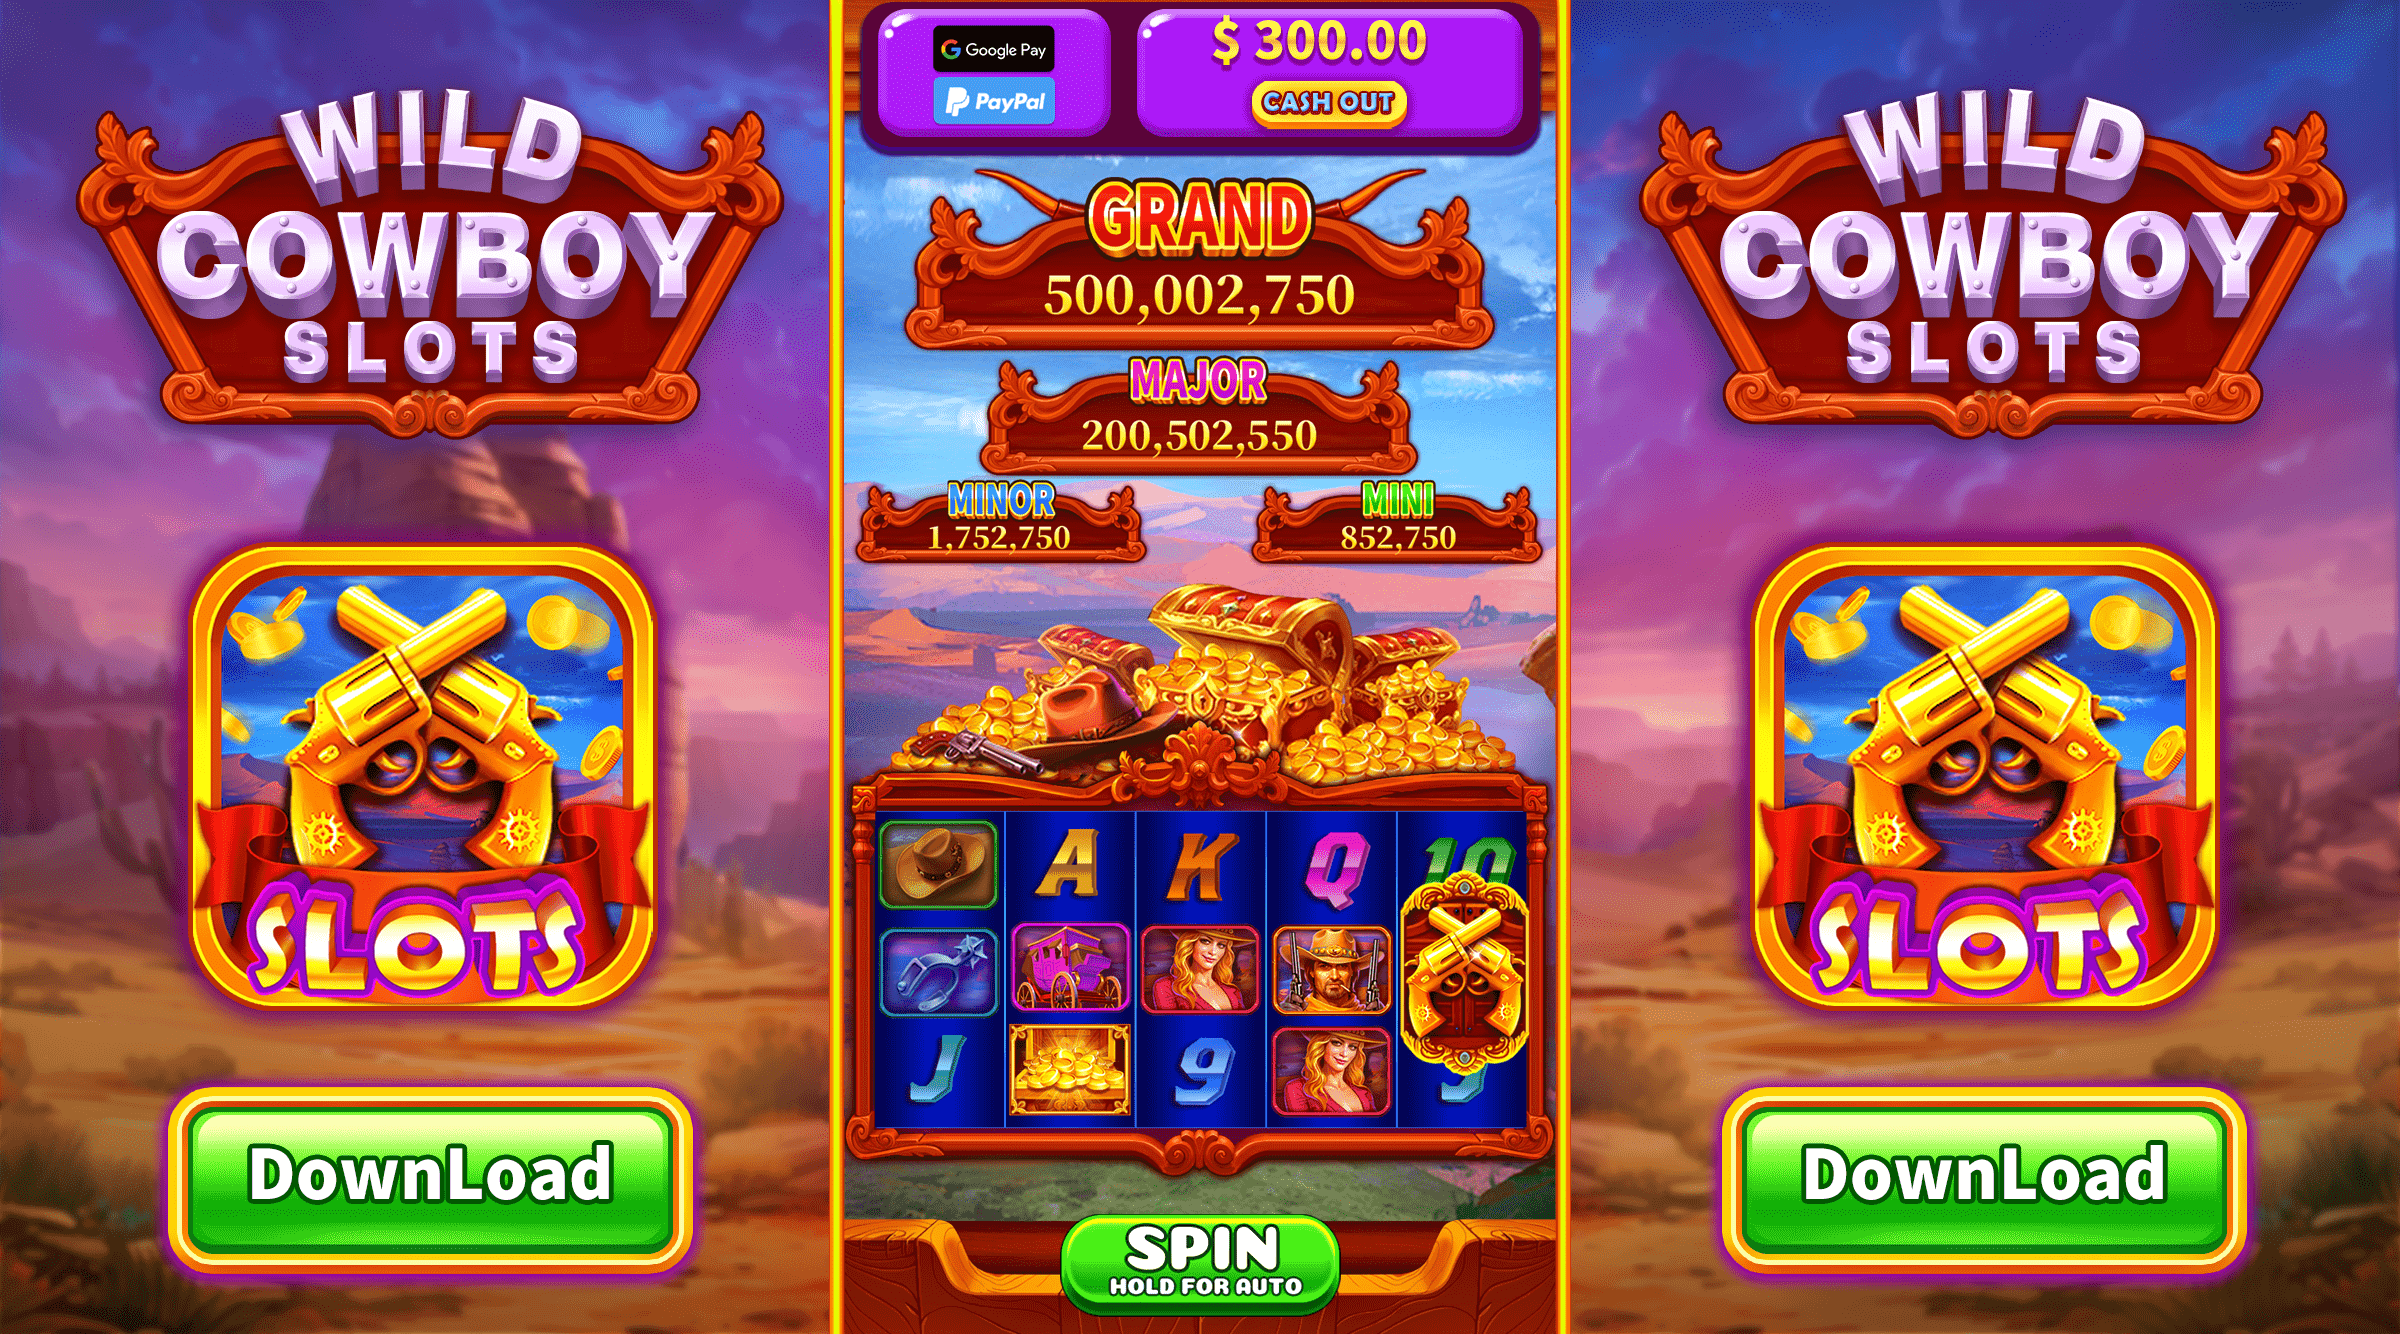 WILD
COWBOY
SLOTS
SLOTS
DownLoad
Google Pay
PayPal
$ 300.00
CASH OUT
GRAND
500,002,750
MAJOR
200,502,550
MINOR
1,752,750
MINI
852,750
A K Q 10
J 9 J
SPIN
HOLD FOR AUTO
WILD
COWBOY
SLOTS
SLOTS
DownLoad